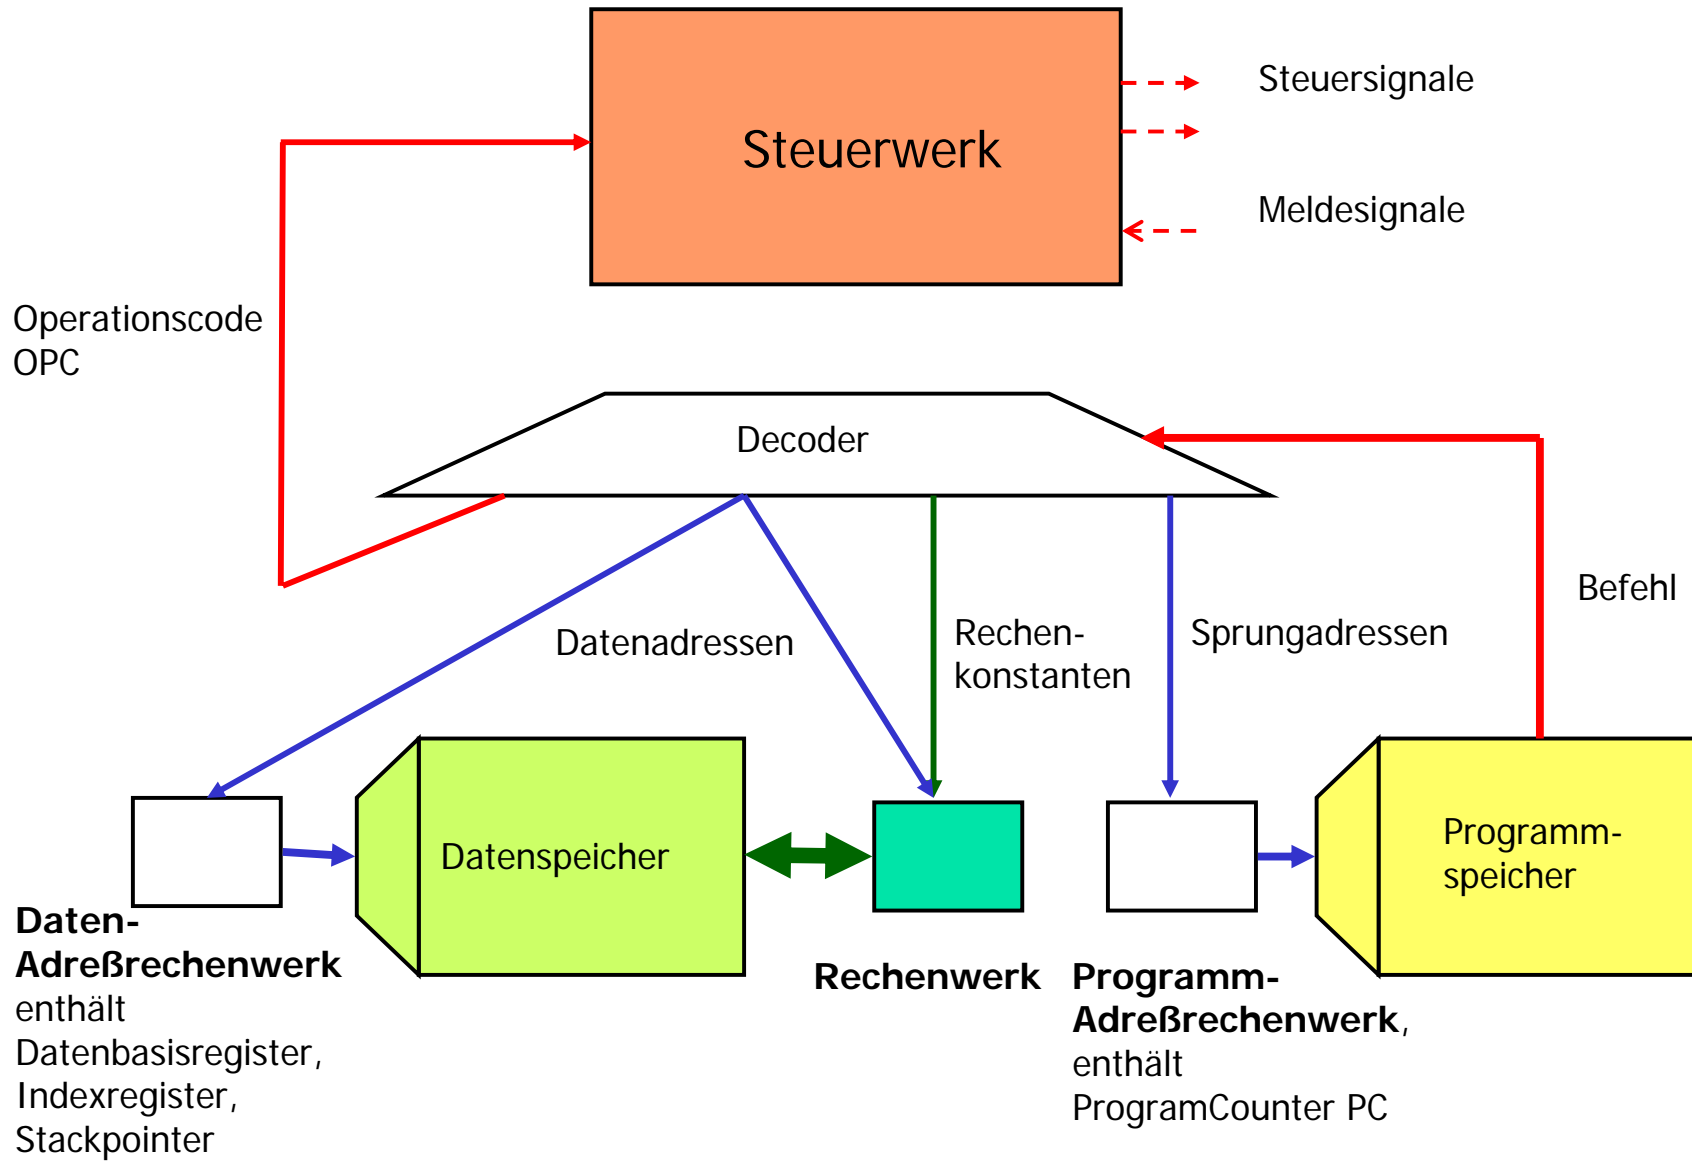 Steuersignale
Steuerwerk
Meldesignale
Operationscode
OPC
Decoder
Befehl
Datenadressen
Rechen-
konstanten
Sprungadressen
Datenspeicher
Programm-
speicher
Daten-
Adreßrechenwerk
enthält
Datenbasisregister,
Indexregister,
Stackpointer
Rechenwerk
Programm-
Adreßrechenwerk,
enthält
ProgramCounter PC